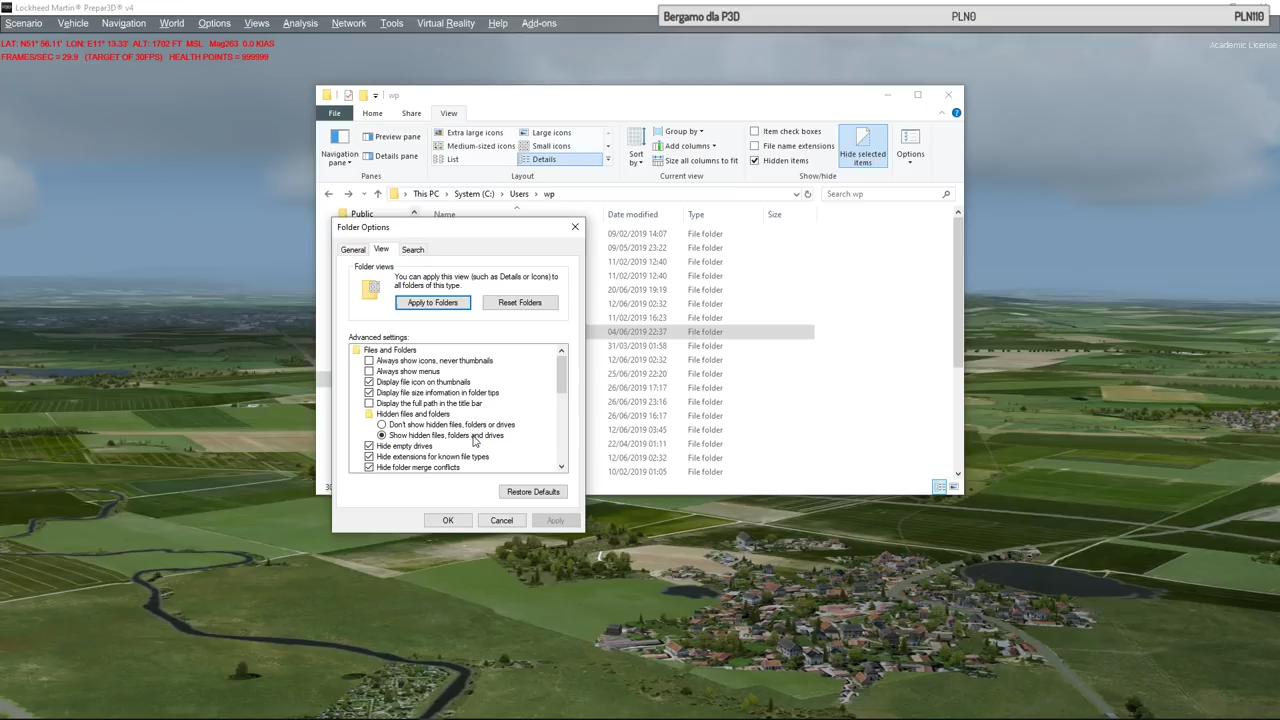 Lockheed Martin® Prepar3D® v4
Scenario Vehicle Navigation World Options Views Analysis Network Tools Virtual Reality Help Add-ons
Bergamo dla P3D PLN0 PLN110
LAT: N51° 56.11' LON: E11° 13.33' ALT: 1702 FT MSL Mag263 0.0 KIAS
FRAMES/SEC = 29.9 (TARGET OF 30FPS) HEALTH POINTS = 999999
Academic License
wp
File Home Share View
Navigation pane
Preview pane
Details pane
Panes
Extra large icons Large icons
Medium-sized icons Small icons
List Details
Layout
Sort by
Group by
Add columns
Size all columns to fit
Current view
Item check boxes
File name extensions
Hidden items
Hide selected items
Show/hide
Options
This PC System (C:) Users wp
Search wp
Public
Name Date modified Type Size
09/02/2019 14:07 File folder
09/05/2019 23:22 File folder
11/02/2019 12:40 File folder
11/02/2019 12:40 File folder
20/06/2019 19:19 File folder
12/06/2019 02:32 File folder
11/02/2019 16:23 File folder
04/06/2019 22:37 File folder
31/03/2019 01:58 File folder
12/06/2019 02:32 File folder
25/06/2019 22:20 File folder
26/06/2019 17:17 File folder
26/06/2019 23:16 File folder
26/06/2019 16:17 File folder
12/06/2019 03:45 File folder
22/04/2019 01:11 File folder
12/06/2019 02:32 File folder
10/02/2019 01:05 File folder
Folder Options
General View Search
Folder views
You can apply this view (such as Details or Icons) to
all folders of this type.
Apply to Folders Reset Folders
Advanced settings:
Files and Folders
Always show icons, never thumbnails
Always show menus
Display file icon on thumbnails
Display file size information in folder tips
Display the full path in the title bar
Hidden files and folders
Don't show hidden files, folders or drives
Show hidden files, folders and drives
Hide empty drives
Hide extensions for known file types
Hide folder merge conflicts
Restore Defaults
OK Cancel Apply